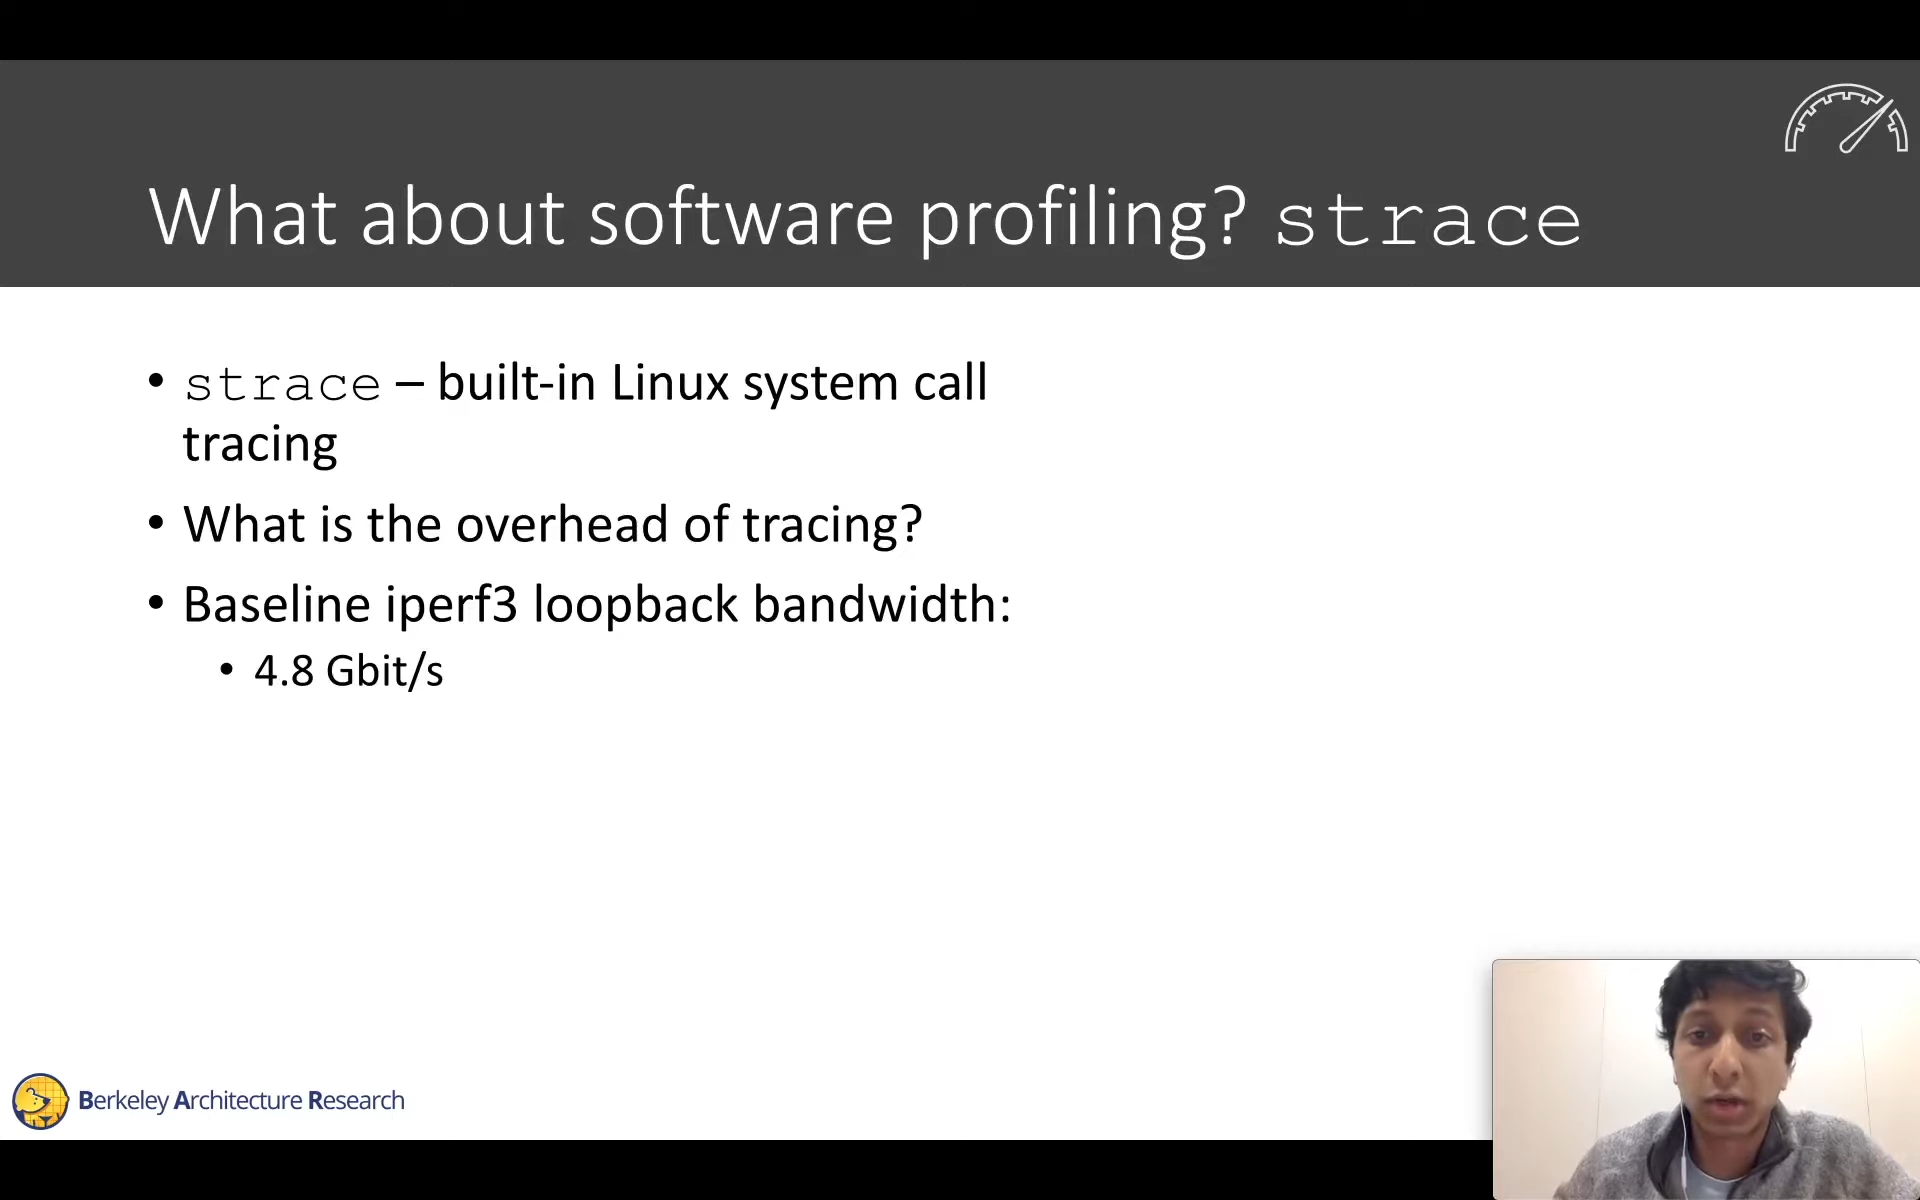 What about software profiling? strace
• strace – built-in Linux system call
tracing
• What is the overhead of tracing?
• Baseline iperf3 loopback bandwidth:
• 4.8 Gbit/s
Berkeley Architecture Research